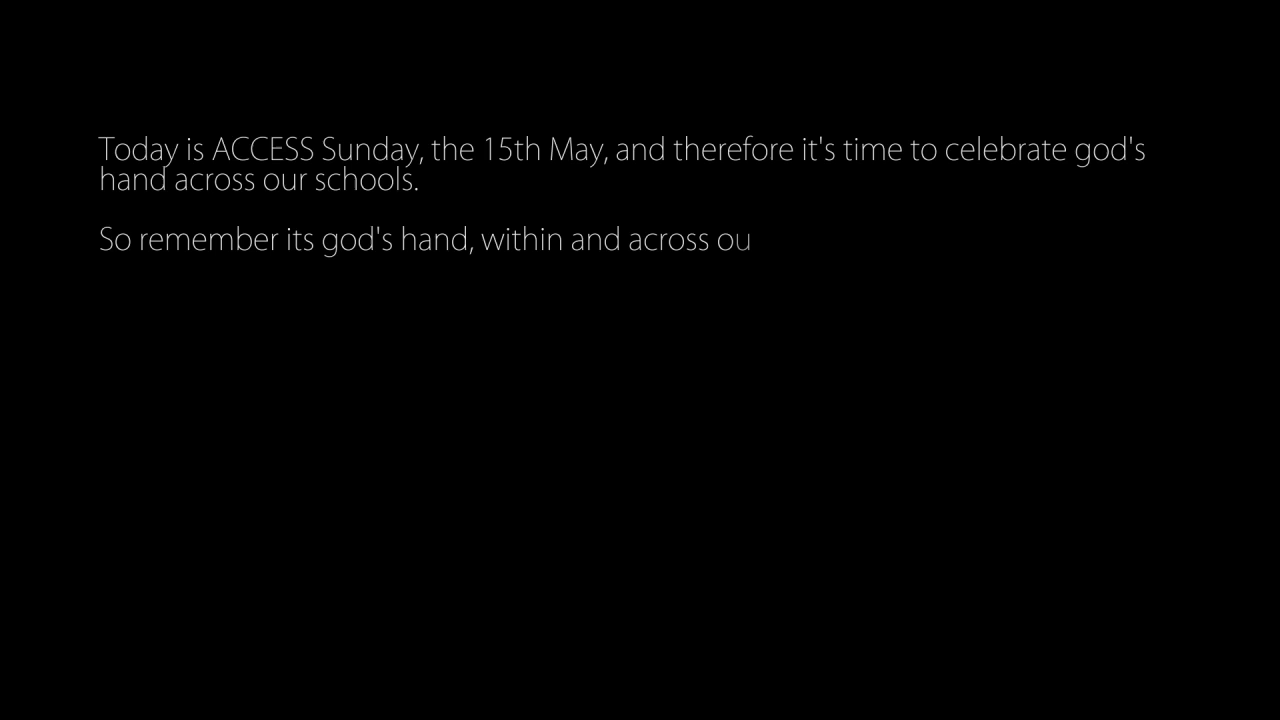 Today is ACCESS Sunday, the 15th May, and therefore it's time to celebrate god's
hand across our schools.
So remember its god's hand, within and across ou